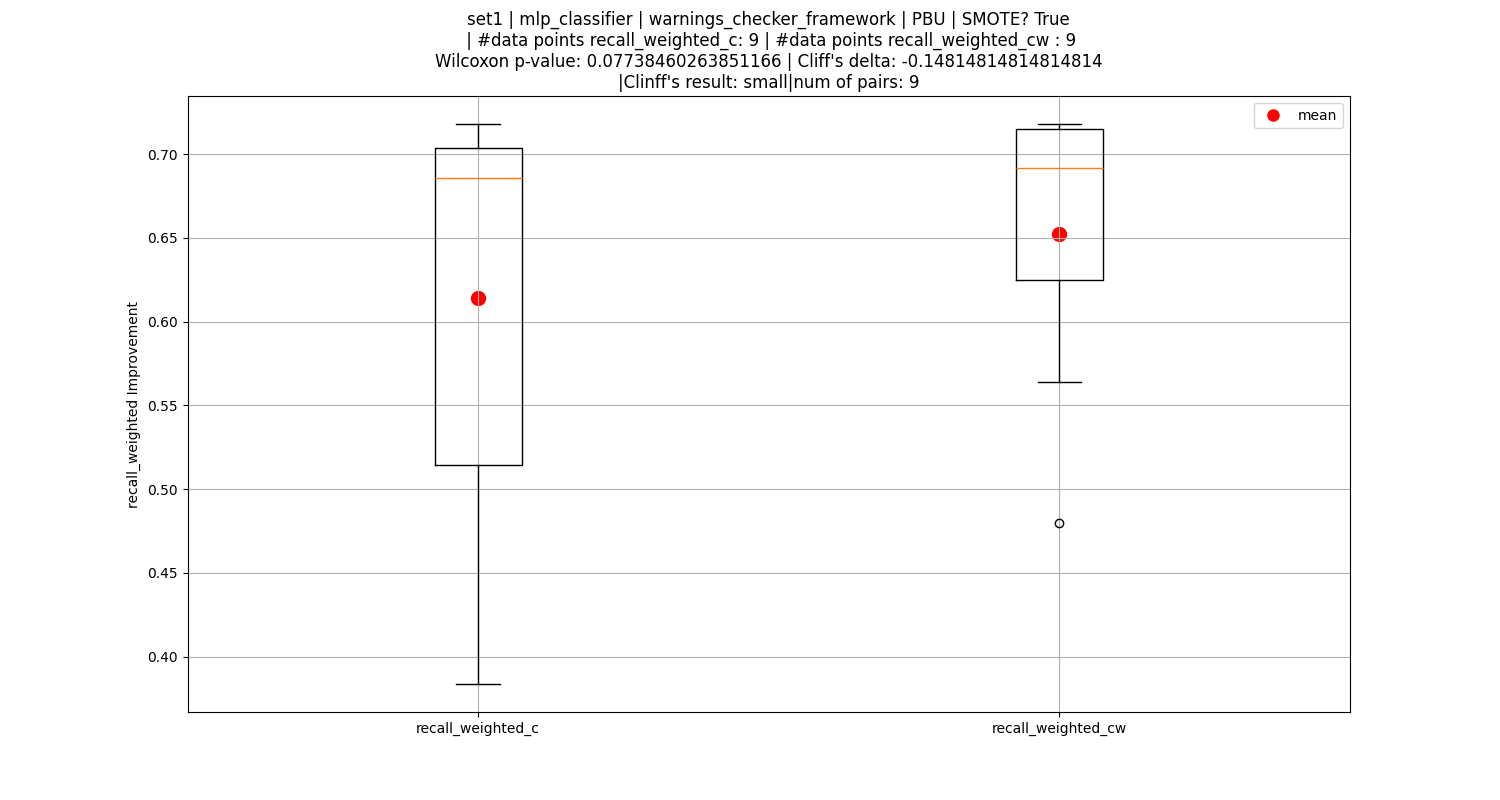 set1 | mlp_classifier | warnings_checker_framework | PBU | SMOTE? True
| #data points recall_weighted_c: 9 | #data points recall_weighted_cw : 9
Wilcoxon p-value: 0.07738460263851166 | Cliff's delta: -0.14814814814814814
|Clinff's result: small|num of pairs: 9
mean
0.70
0.65
0.60
0.55
0.50
0.45
0.40
recall_weighted Improvement
recall_weighted_c
recall_weighted_cw